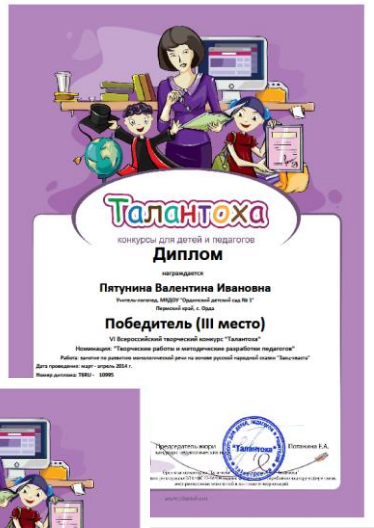 Талантоха
конкурсы для детей и педагогов
Диплом
награждается
Пятунина Валентина Ивановна
Учитель-логопед, МБДОУ "Ординский детский сад № 1"
Пермский край, с. Орда
Победитель (III место)
VI Всероссийский творческий конкурс "Талантоха"
Номинация: "Творческие работы и методические разработки педагогов"
Работа: занятие по развитию монологической речи на основе русской народной сказки "Заяц-хваста"
Дата проведения: март - апрель 2014 г.
Номер диплома: TBRU - 10995
Председатель жюри Потанина Е.А.
"Талантоха"